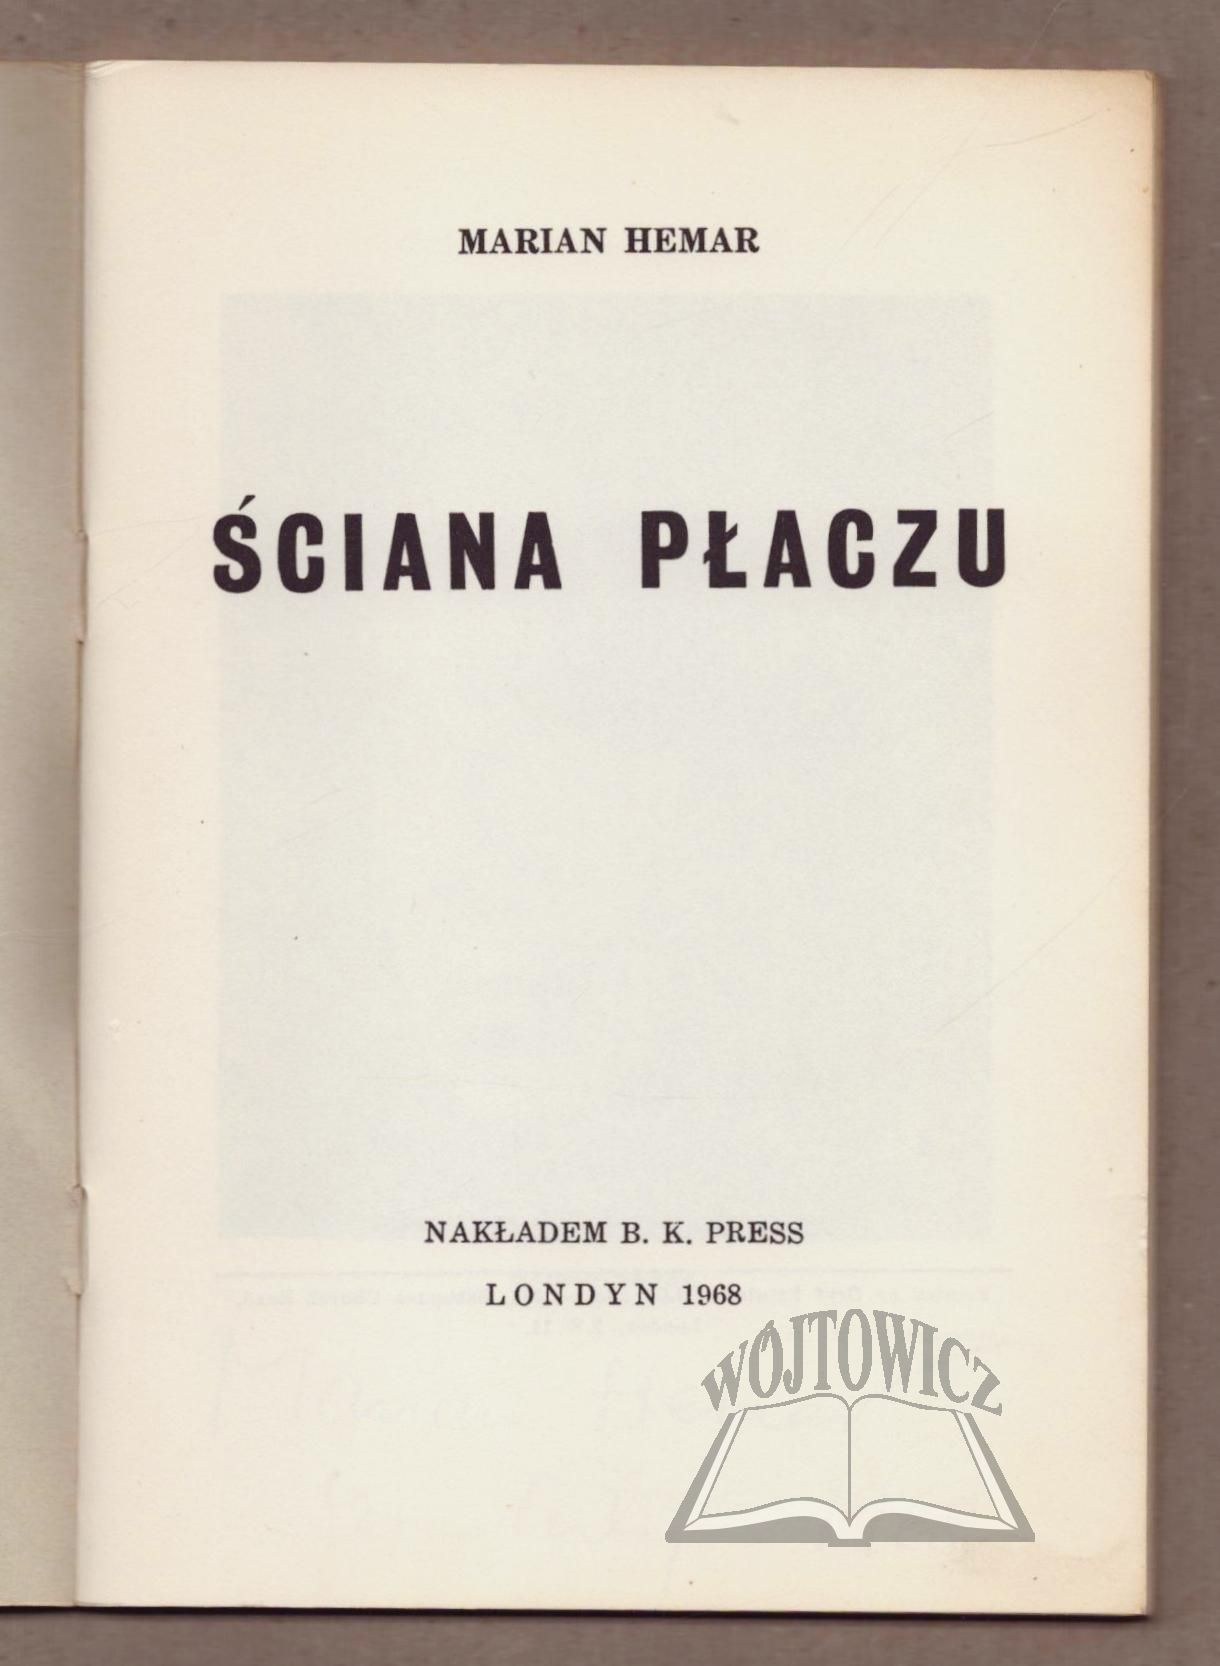 MARIAN HEMAR
ŚCIANA PŁACZU
NAKŁADEM B. K. PRESS
LONDYN 1968
WÓJTOWICZ